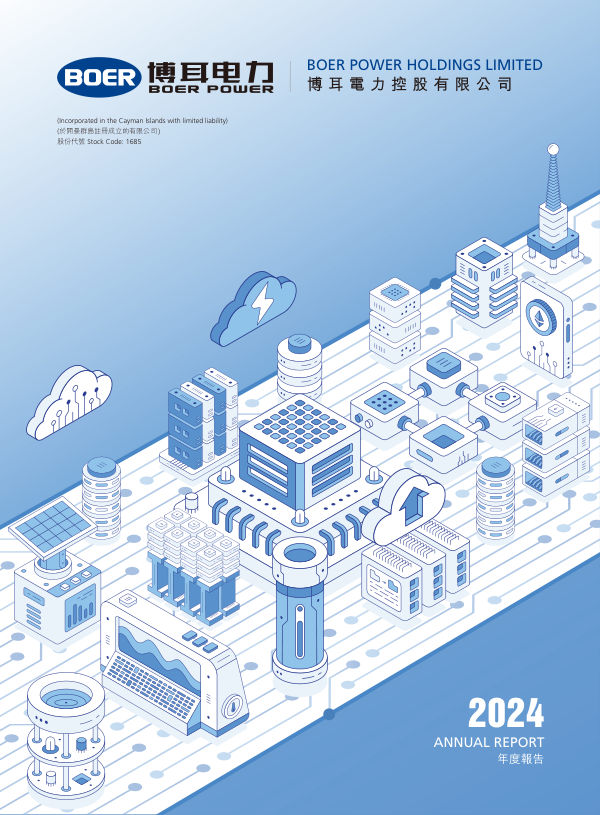 BOER
博耳电力
BOER POWER
BOER POWER HOLDINGS LIMITED
博耳電力控股有限公司
(Incorporated in the Cayman Islands with limited liability)
(於開曼群島註冊成立的有限公司)
股份代號 Stock Code: 1685
2024
ANNUAL REPORT
年度報告